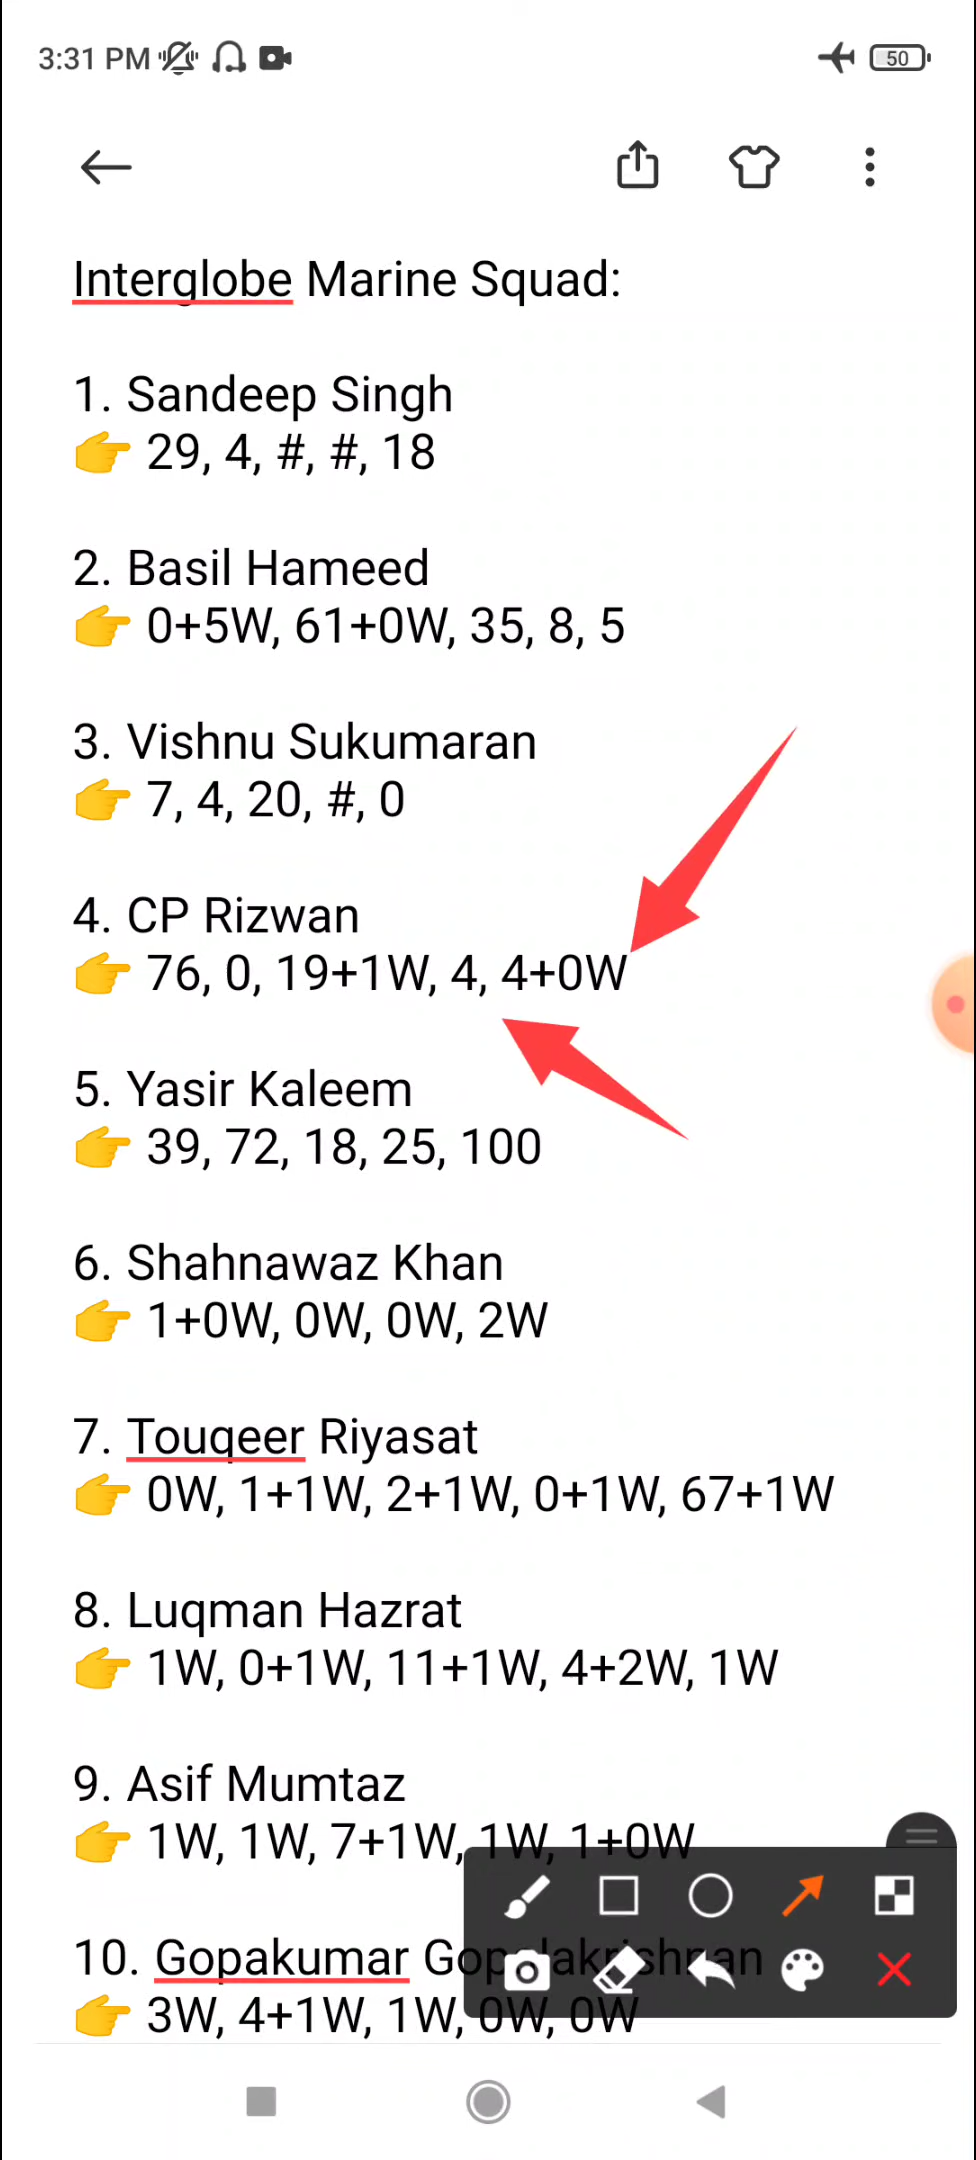 3:31 PM
50
Interglobe Marine Squad:
1. Sandeep Singh
👉 29, 4, #, #, 18
2. Basil Hameed
👉 0+5W, 61+0W, 35, 8, 5
3. Vishnu Sukumaran
👉 7, 4, 20, #, 0
4. CP Rizwan
👉 76, 0, 19+1W, 4, 4+0W
5. Yasir Kaleem
👉 39, 72, 18, 25, 100
6. Shahnawaz Khan
👉 1+0W, 0W, 0W, 2W
7. Touqeer Riyasat
👉 0W, 1+1W, 2+1W, 0+1W, 67+1W
8. Luqman Hazrat
👉 1W, 0+1W, 11+1W, 4+2W, 1W
9. Asif Mumtaz
👉 1W, 1W, 7+1W, 1W, 1+0W
10. Gopakumar Gopalakrishnan
👉 3W, 4+1W, 1W, 0W, 0W